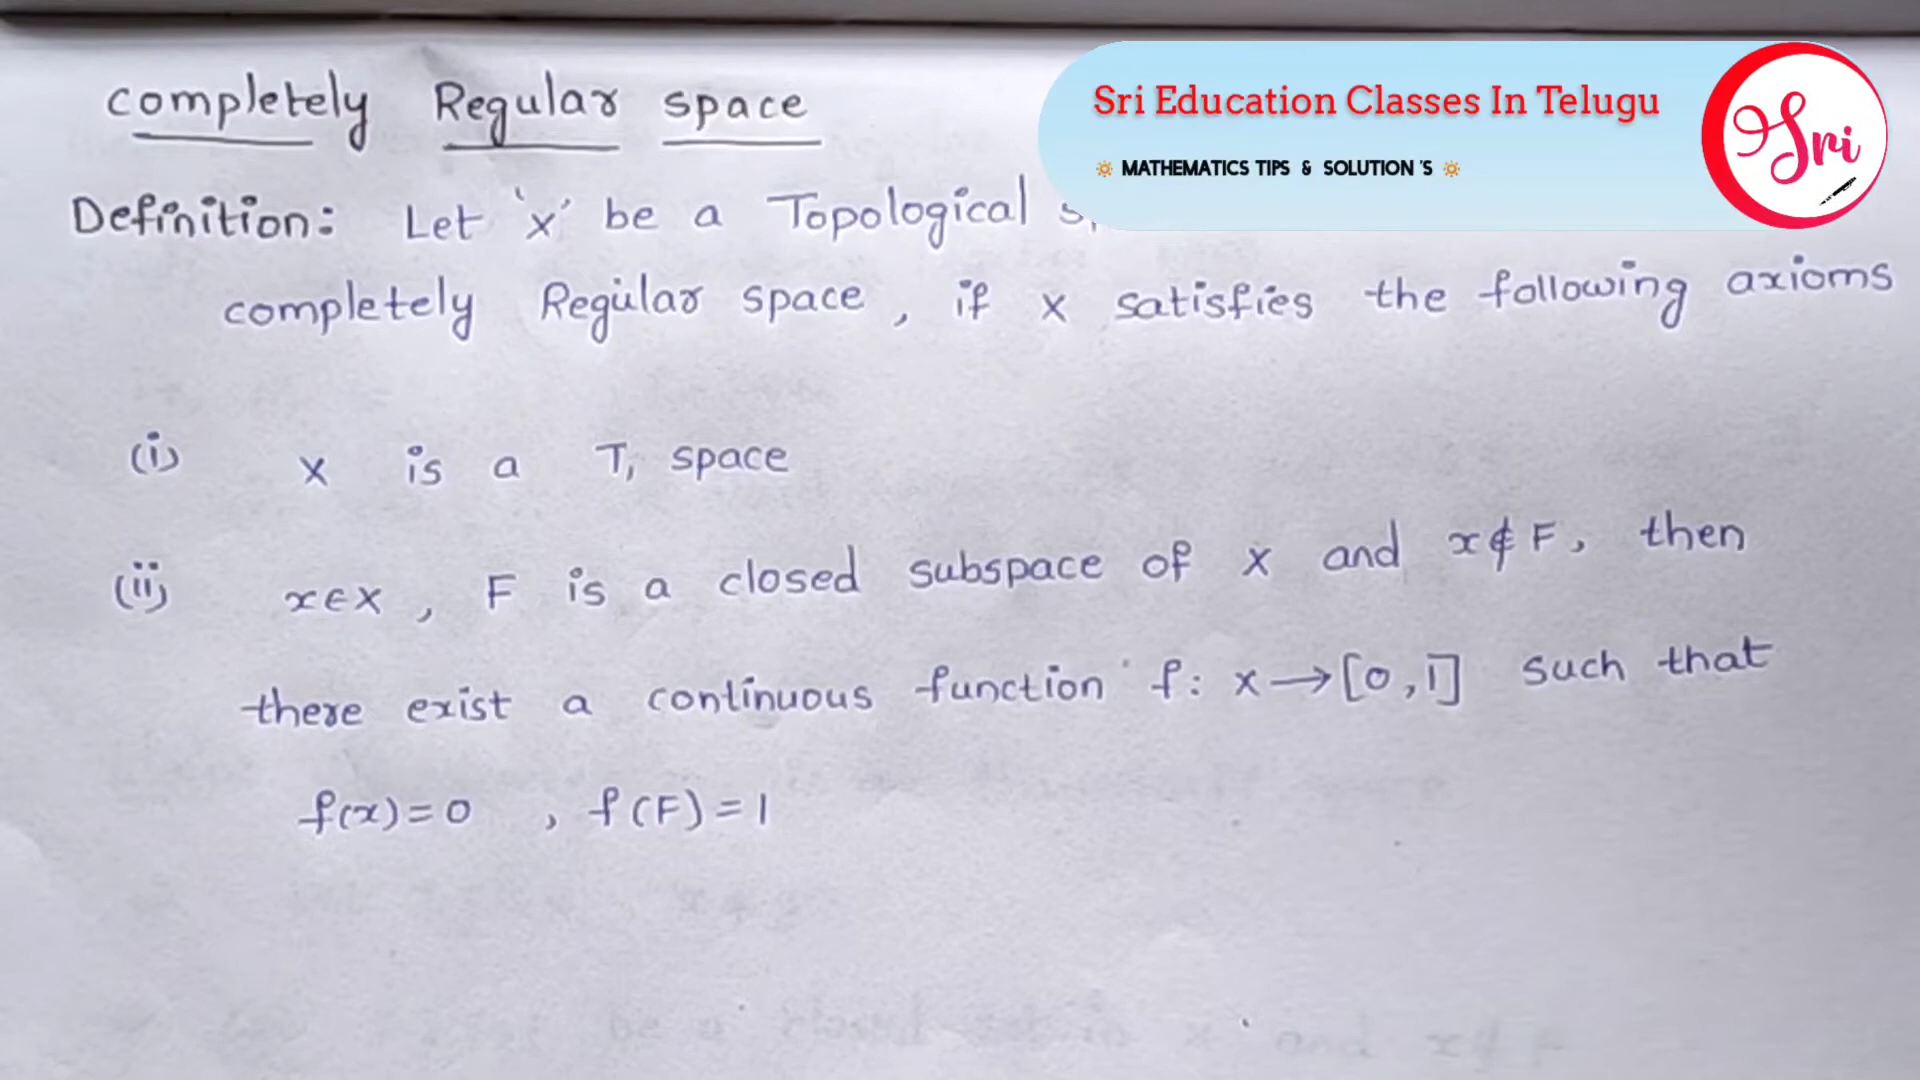 completely Regular space
Sri Education Classes In Telugu
MATHEMATICS TIPS & SOLUTION'S
Sri
Definition: Let 'X' be a Topological
completely Regular space, if X satisfies the following axioms
(i) X is a T₁ space
(ii) x∈X, F is a closed subspace of X and x∉F, then
there exist a continuous function f: X→[0,1] such that
f(x)=0, f(F)=1